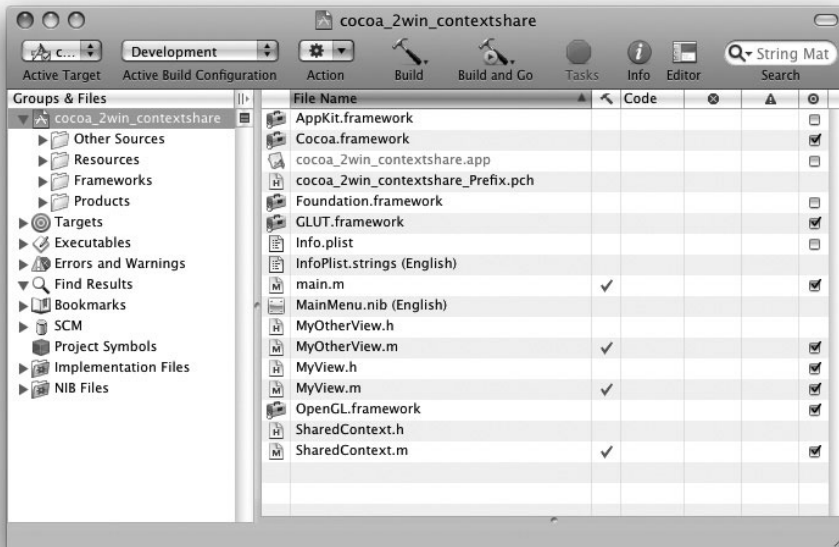 cocoa_2win_contextshare
c...
Development
String Mat
Active Target
Active Build Configuration
Action
Build
Build and Go
Tasks
Info
Editor
Search
Groups & Files
File Name
Code
cocoa_2win_contextshare
Other Sources
Resources
Frameworks
Products
Targets
Executables
Errors and Warnings
Find Results
Bookmarks
SCM
Project Symbols
Implementation Files
NIB Files
AppKit.framework
Cocoa.framework
cocoa_2win_contextshare.app
cocoa_2win_contextshare_Prefix.pch
Foundation.framework
GLUT.framework
Info.plist
InfoPlist.strings (English)
main.m
MainMenu.nib (English)
MyOtherView.h
MyOtherView.m
MyView.h
MyView.m
OpenGL.framework
SharedContext.h
SharedContext.m